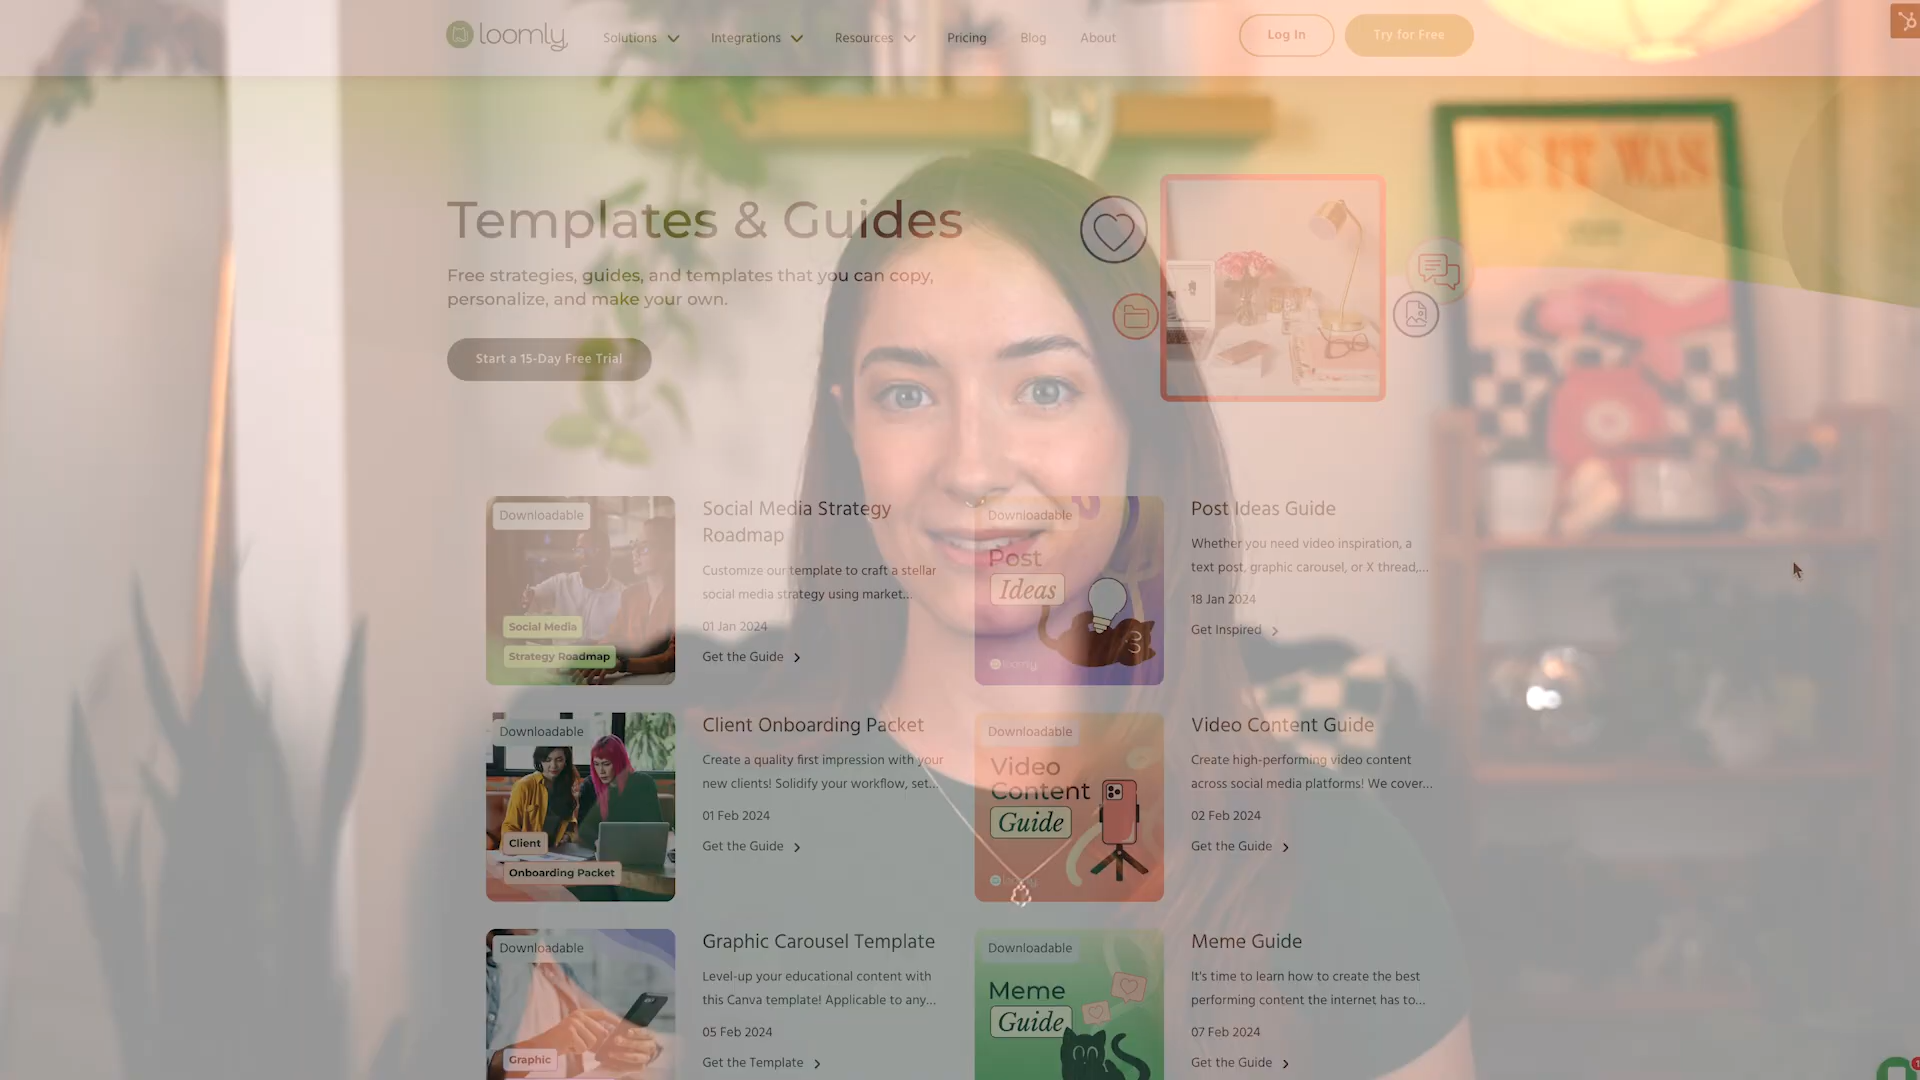 loomly
Solutions
Integrations
Resources
Pricing
Blog
About
Log In
Try for Free
AS IT WAS
Templates & Guides
Free strategies, guides, and templates that you can copy,
personalize, and make your own.
Start a 15-Day Free Trial
Downloadable
Social Media
Strategy Roadmap
Social Media Strategy
Roadmap
Customize our template to craft a stellar
social media strategy using market...
01 Jan 2024
Get the Guide
Downloadable
Post
Ideas
loomly
Post Ideas Guide
Whether you need video inspiration, a
text post, graphic carousel, or X thread,...
18 Jan 2024
Get Inspired
Downloadable
Client
Onboarding Packet
Client Onboarding Packet
Create a quality first impression with your
new clients! Solidify your workflow, set...
01 Feb 2024
Get the Guide
Downloadable
Video
Content
Guide
loomly
Video Content Guide
Create high-performing video content
across social media platforms! We cover...
02 Feb 2024
Get the Guide
Downloadable
Graphic
Graphic Carousel Template
Level-up your educational content with
this Canva template! Applicable to any...
05 Feb 2024
Get the Template
Downloadable
Meme
Guide
Meme Guide
It's time to learn how to create the best
performing content the internet has to...
07 Feb 2024
Get the Guide